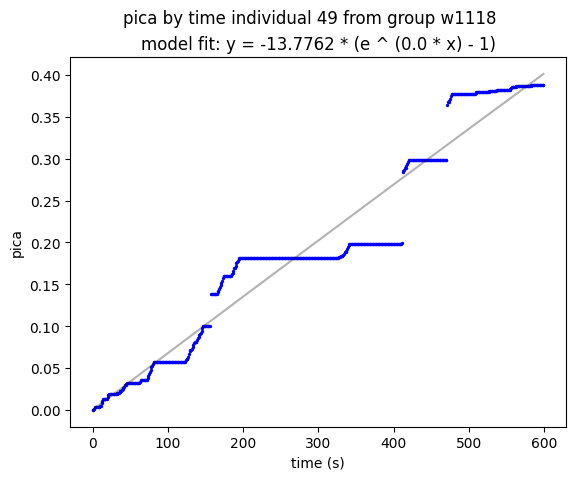 pica by time individual 49 from group w1118
model fit: y = -13.7762 * (e ^ (0.0 * x) - 1)
0.40
0.35
0.30
0.25
0.20
0.15
0.10
0.05
0.00
pica
0 100 200 300 400 500 600
time (s)